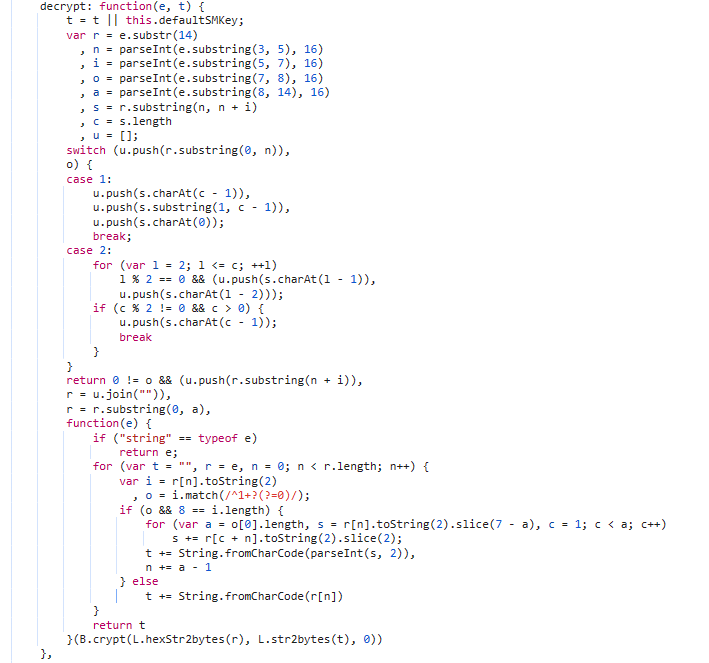 decrypt: function(e, t) {
t = t || this.defaultSMKey;
var r = e.substr(14)
, n = parseInt(e.substring(3, 5), 16)
, i = parseInt(e.substring(5, 7), 16)
, o = parseInt(e.substring(7, 8), 16)
, a = parseInt(e.substring(8, 14), 16)
, s = r.substring(n, n + i)
, c = s.length
, u = [];
switch (u.push(r.substring(0, n)),
o) {
case 1:
u.push(s.charAt(c - 1)),
u.push(s.substring(1, c - 1)),
u.push(s.charAt(0));
break;
case 2:
for (var l = 2; l <= c; ++l)
l % 2 == 0 && (u.push(s.charAt(l - 1)),
u.push(s.charAt(l - 2)));
if (c % 2 != 0 && c > 0) {
u.push(s.charAt(c - 1));
break
}
}
return 0 != o && (u.push(r.substring(n + i)),
r = u.join("")),
r = r.substring(0, a),
function(e) {
if ("string" == typeof e)
return e;
for (var t = "", r = e, n = 0; n < r.length; n++) {
var i = r[n].toString(2)
, o = i.match(/^1+?(?=0)/);
if (o && 8 == i.length) {
for (var a = o[0].length, s = r[n].toString(2).slice(7 - a), c = 1; c < a; c++)
s += r[c + n].toString(2).slice(2);
t += String.fromCharCode(parseInt(s, 2)),
n += a - 1
} else
t += String.fromCharCode(r[n])
}
return t
}(B.crypt(L.hexStr2bytes(r), L.str2bytes(t), 0))
},